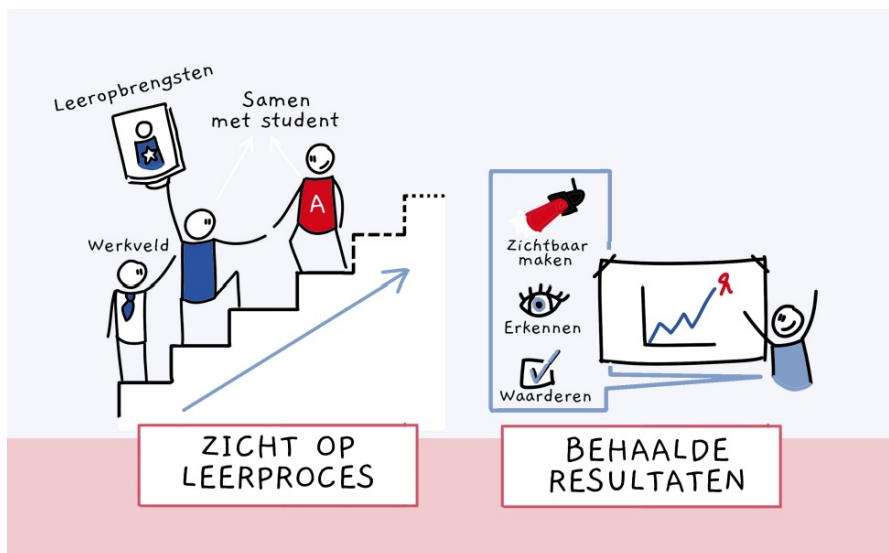 Leeropbrengsten
Samen
met student
A
Werkveld
ZICHT OP
LEERPROCES
Zichtbaar
maken
Erkennen
Waarderen
BEHAALDE
RESULTATEN